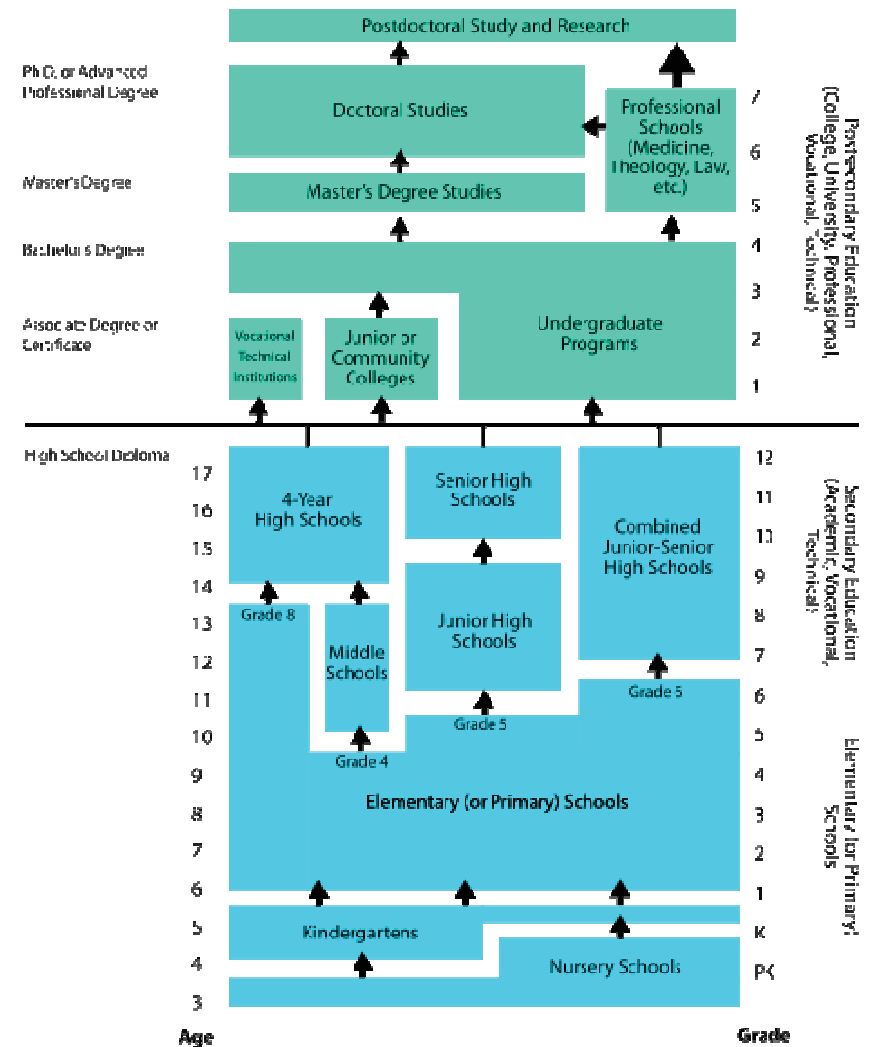 Postdoctoral Study and Research
Ph.D. or Advanced
Professional Degree
Doctoral Studies
Professional
Schools
(Medicine,
Theology, Law,
etc.)
7
6
Master's Degree
Master's Degree Studies
5
Bachelor's Degree
4
3
Associate Degree or
Certificate
Vocational
Technical
Institutions
Junior or
Community
Colleges
Undergraduate
Programs
2
1
Postsecondary Education
(College, University, Professional,
Vocational, Technical)
High School Diploma
17
16
15
14
13
12
11
10
9
8
7
6
5
4
3
Age
4-Year
High Schools
Senior High
Schools
Combined
Junior-Senior
High Schools
Grade 8
Middle
Schools
Junior High
Schools
Grade 4
Grade 5
Grade 5
Elementary (or Primary) Schools
Kindergartens
Nursery Schools
12
11
10
9
8
7
6
5
4
3
2
1
K
PK
Grade
Secondary Education
(Academic, Vocational,
Technical)
Elementary (or Primary)
Schools